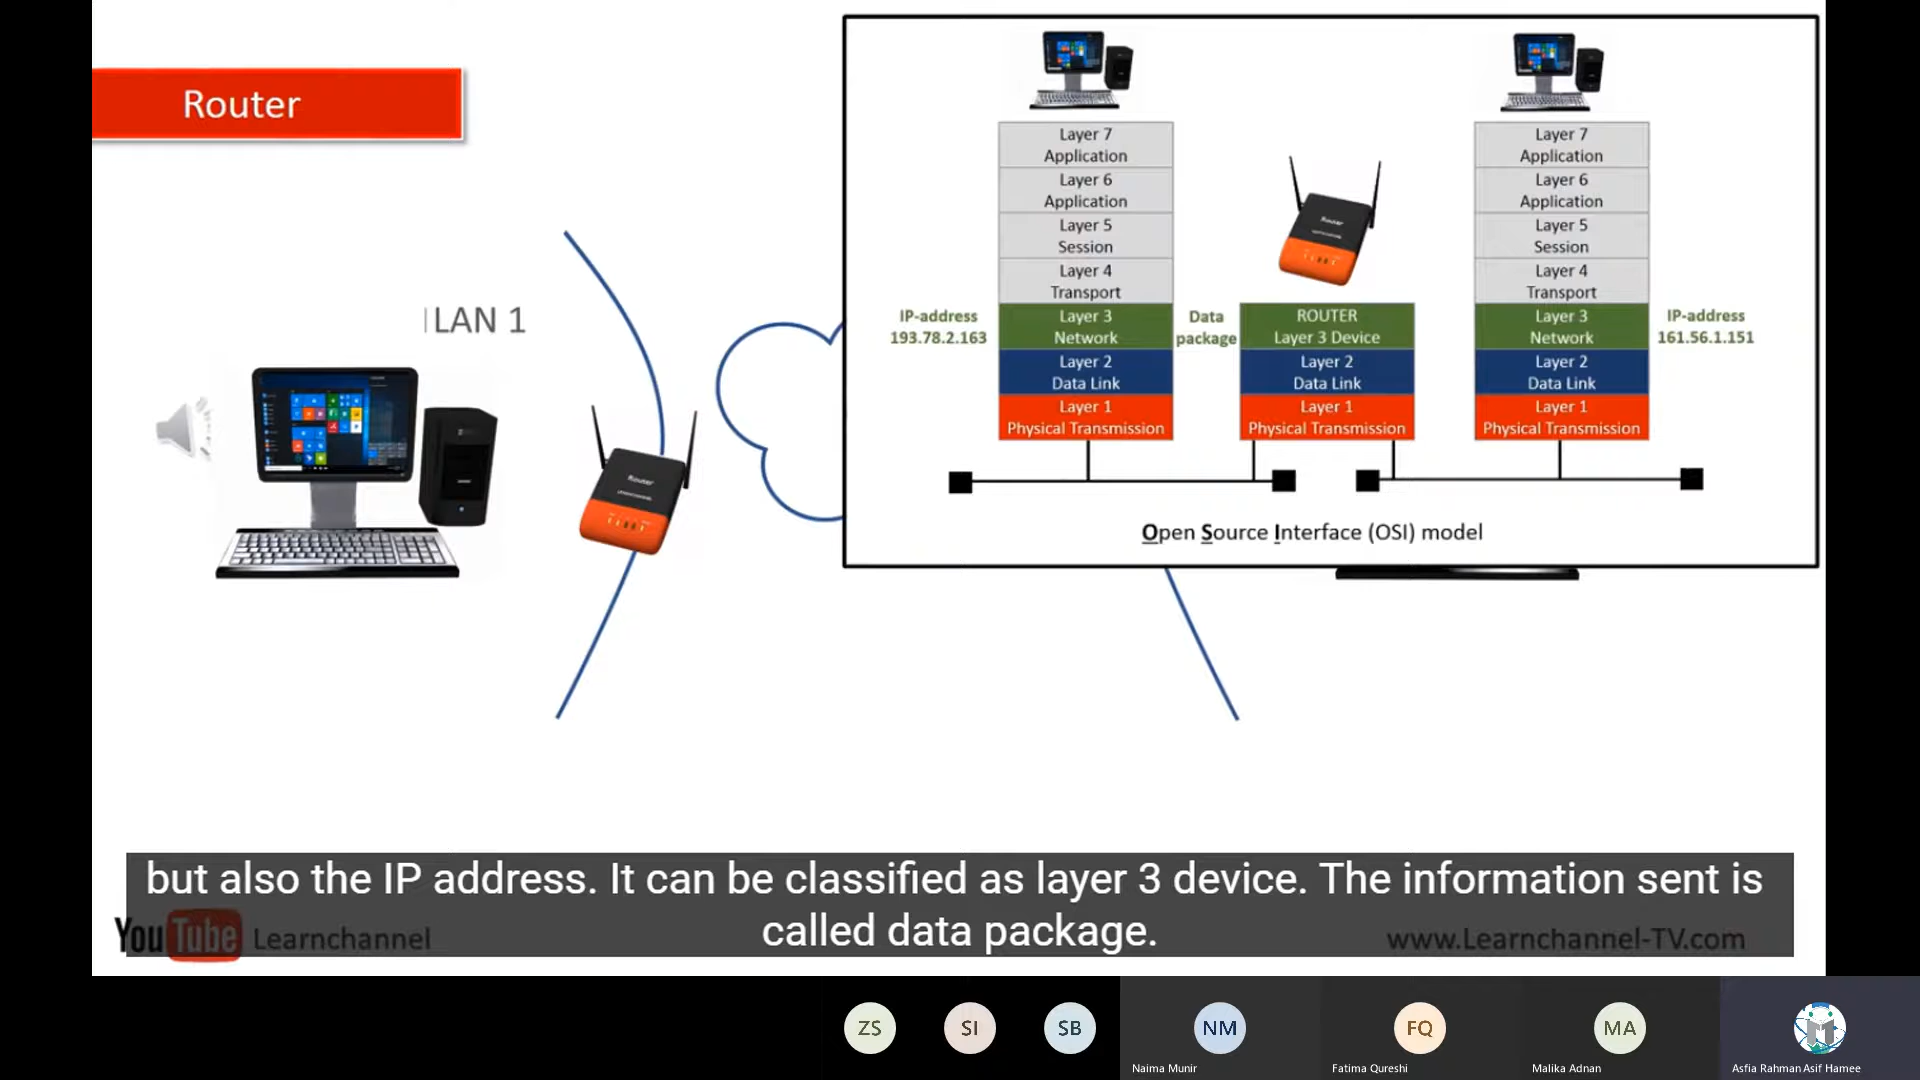 Router
LAN 1
Layer 7
Application
Layer 6
Application
Layer 5
Session
Layer 4
Transport
Layer 3
Network
Layer 2
Data Link
Layer 1
Physical Transmission
IP-address
193.78.2.163
Data
package
Router
ROUTER
Layer 3 Device
Layer 2
Data Link
Layer 1
Physical Transmission
Layer 7
Application
Layer 6
Application
Layer 5
Session
Layer 4
Transport
Layer 3
Network
Layer 2
Data Link
Layer 1
Physical Transmission
IP-address
161.56.1.151
Open Source Interface (OSI) model
Router
but also the IP address. It can be classified as layer 3 device. The information sent is
called data package.
YouTube Learnchannel
www.Learnchannel-TV.com
ZS
SI
SB
NM
FQ
MA
Naima Munir
Fatima Qureshi
Malika Adnan
Asfia Rahman Asif Hamee